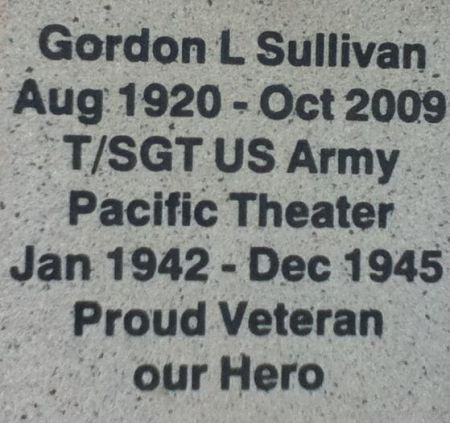 Gordon L Sullivan
Aug 1920 - Oct 2009
T/SGT US Army
Pacific Theater
Jan 1942 - Dec 1945
Proud Veteran
our Hero